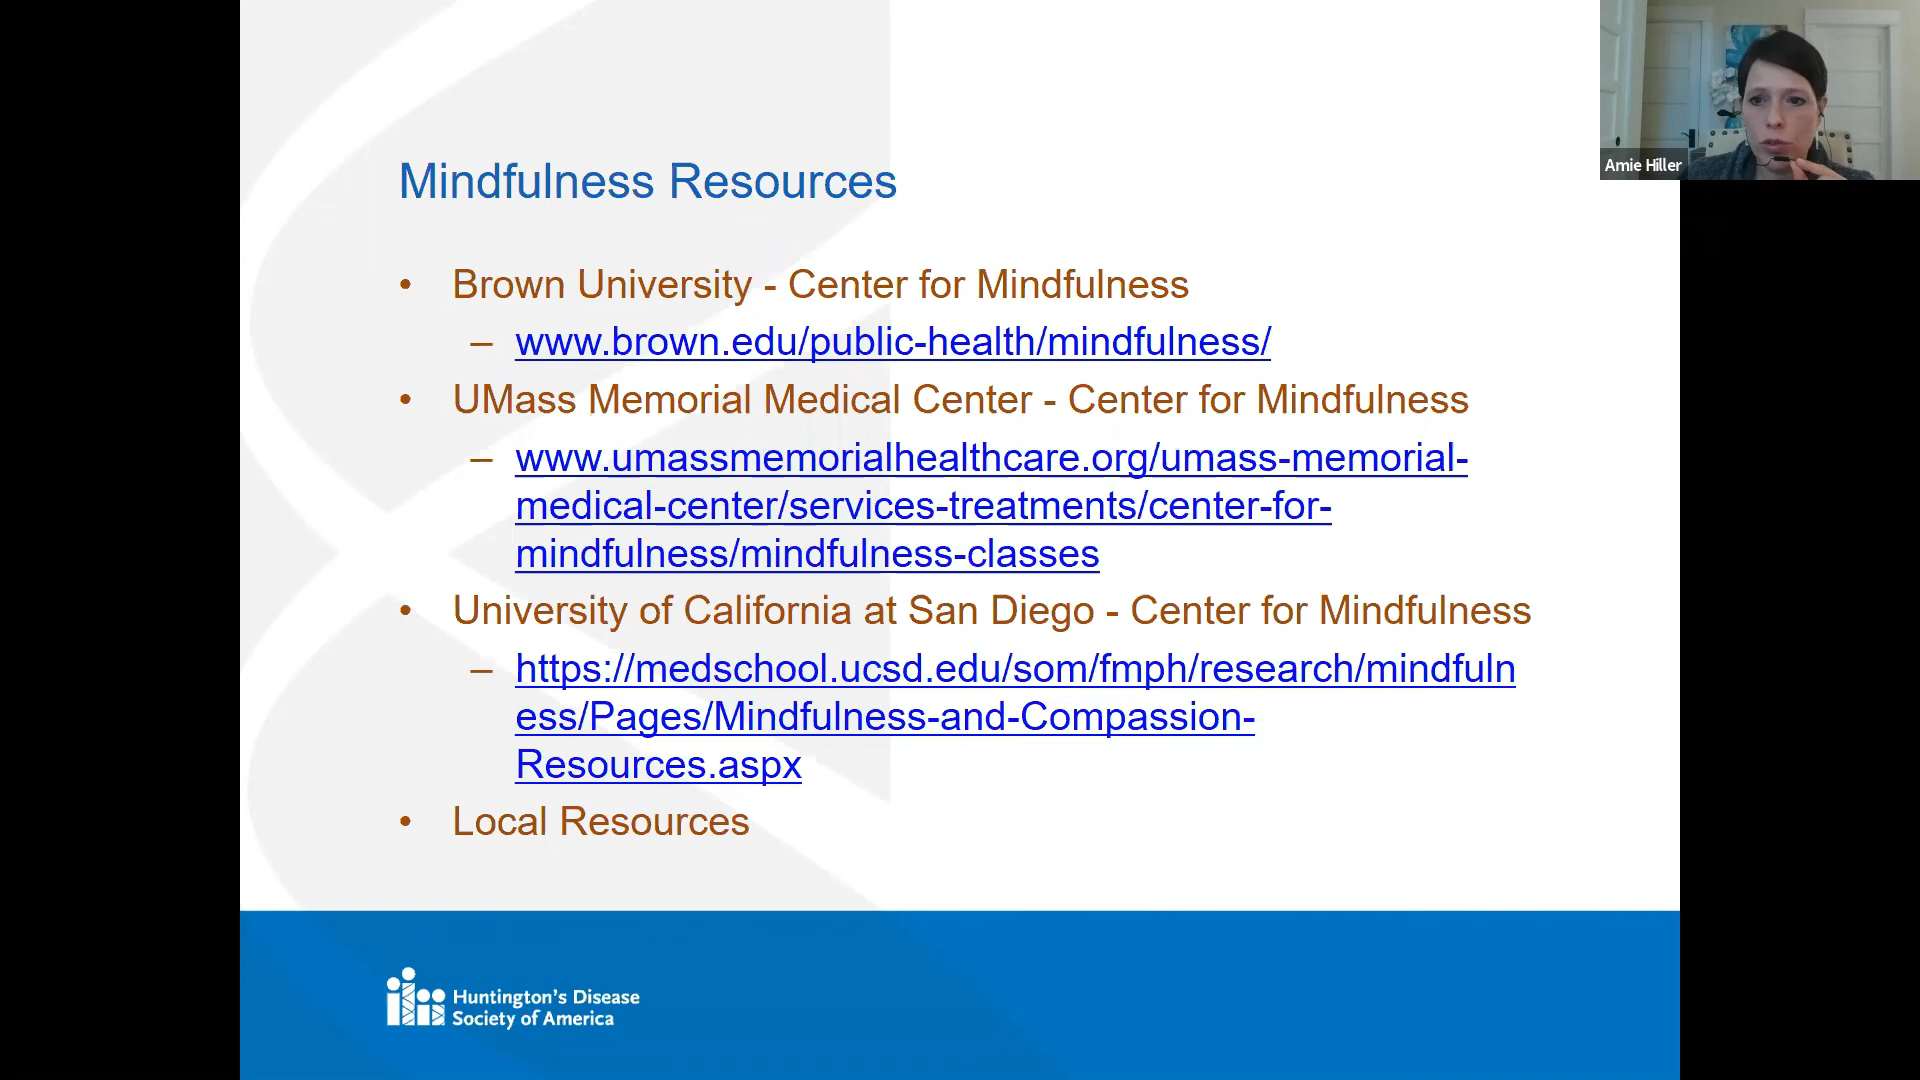 Mindfulness Resources
• Brown University - Center for Mindfulness
– www.brown.edu/public-health/mindfulness/
• UMass Memorial Medical Center - Center for Mindfulness
– www.umassmemorialhealthcare.org/umass-memorial-
medical-center/services-treatments/center-for-
mindfulness/mindfulness-classes
• University of California at San Diego - Center for Mindfulness
– https://medschool.ucsd.edu/som/fmph/research/mindfuln
ess/Pages/Mindfulness-and-Compassion-
Resources.aspx
• Local Resources
Huntington's Disease
Society of America
Amie Hiller